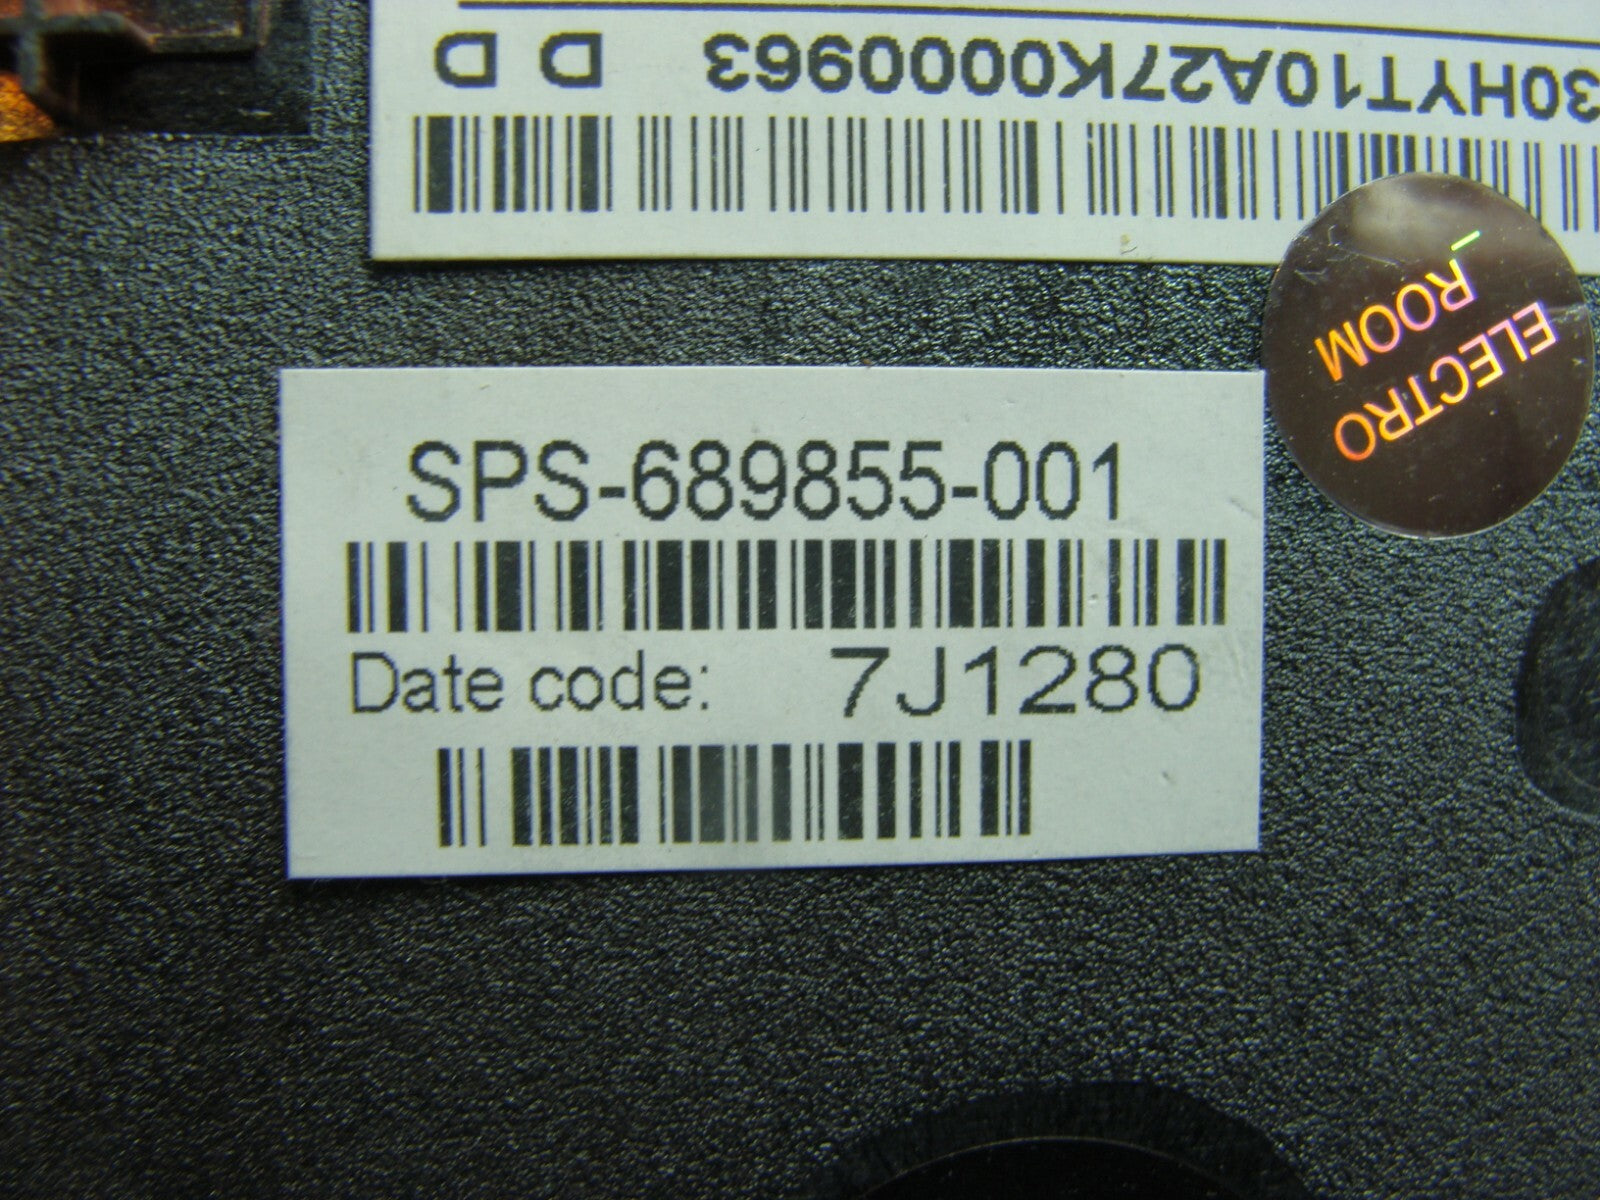 30HYT10A27K0000963 D D
ELECTRO
ROOM
SPS-689855-001
Date code: 7J1280